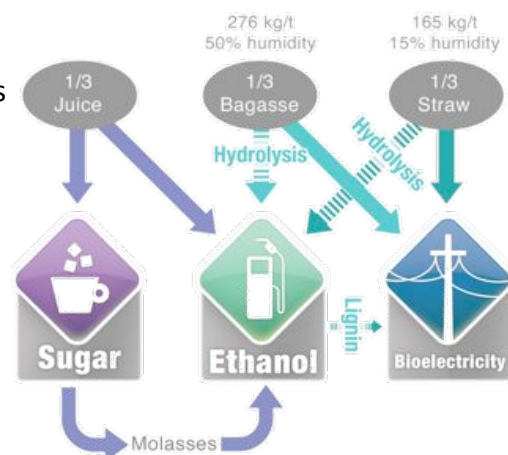 276 kg/t
50% humidity
165 kg/t
15% humidity
s
1/3
Juice
1/3
Bagasse
1/3
Straw
Hydrolysis
Hydrolysis
Sugar
Ethanol
Lignin
Bioelectricity
Molasses